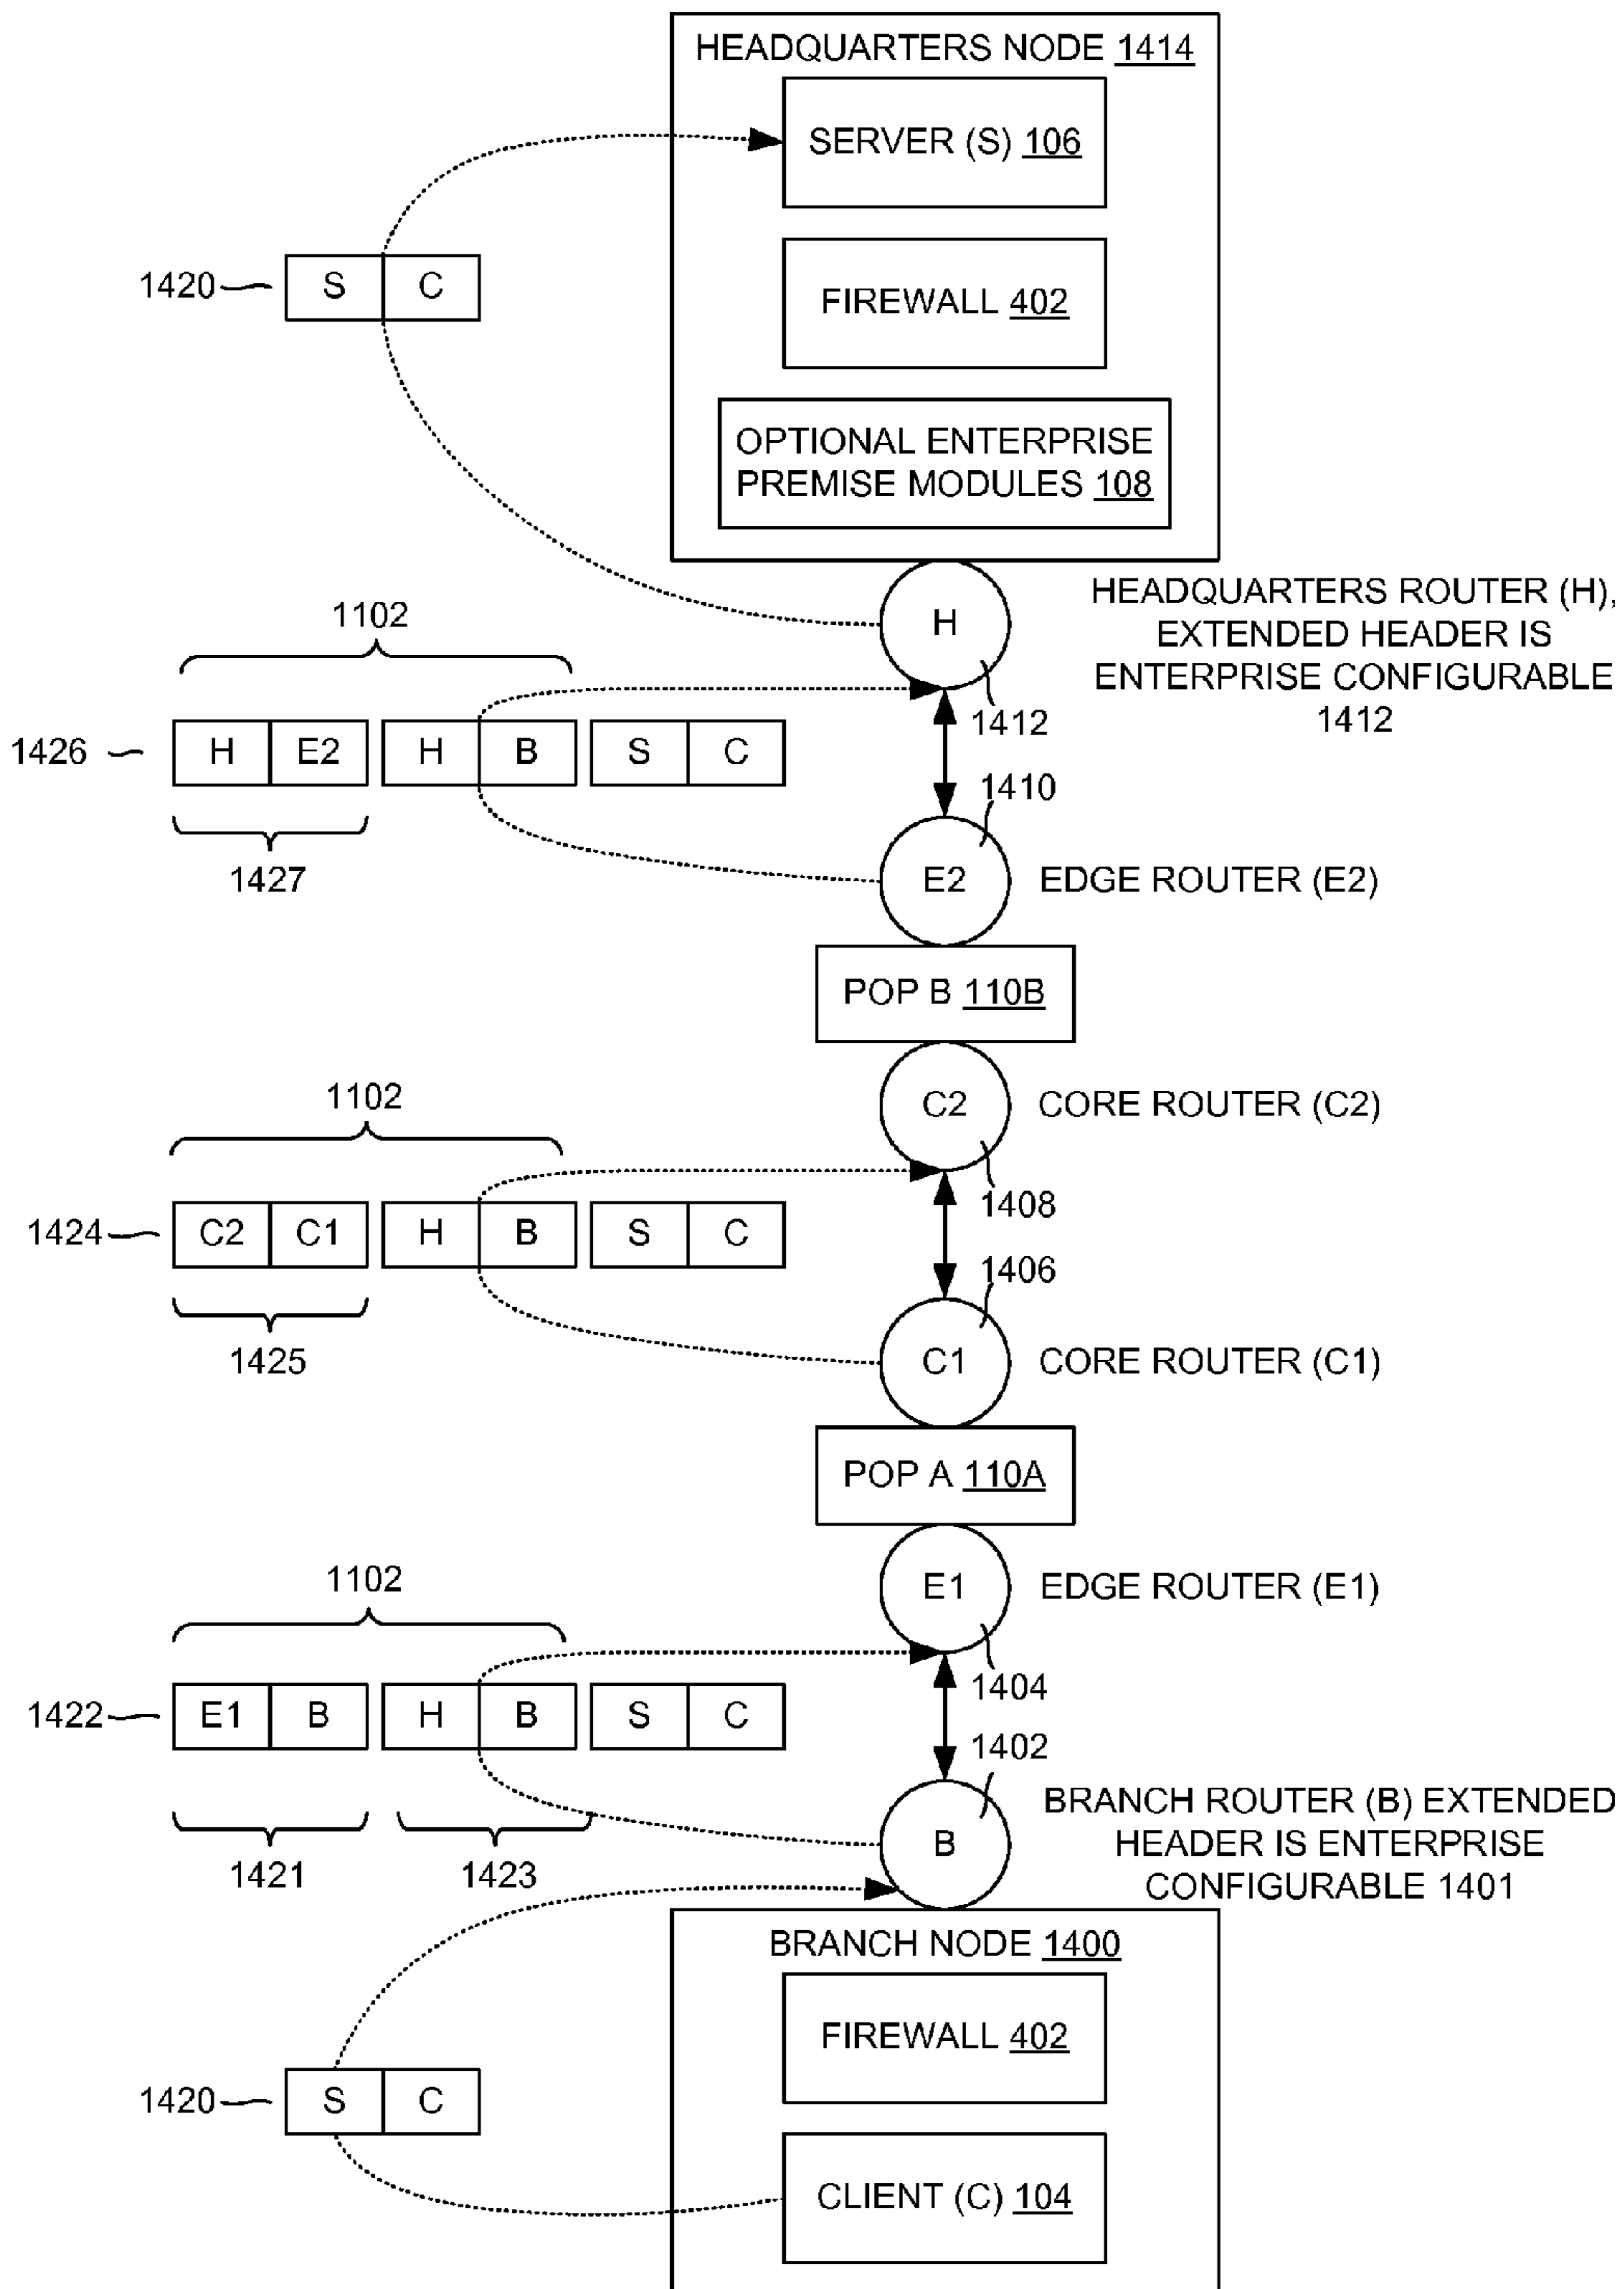 HEADQUARTERS NODE 1414
SERVER (S) 106
1420
S C
FIREWALL 402
OPTIONAL ENTERPRISE
PREMISE MODULES 108
H
HEADQUARTERS ROUTER (H),
EXTENDED HEADER IS
ENTERPRISE CONFIGURABLE
1412
1102
1412
1426
H E2 H B S C
1410
1427
E2
EDGE ROUTER (E2)
POP B 110B
1102
C2
CORE ROUTER (C2)
1408
1424
C2 C1 H B S C
1406
1425
C1
CORE ROUTER (C1)
POP A 110A
1102
E1
EDGE ROUTER (E1)
1404
1422
E1 B H B S C
1402
1421
1423
B
BRANCH ROUTER (B) EXTENDED
HEADER IS ENTERPRISE
CONFIGURABLE 1401
BRANCH NODE 1400
FIREWALL 402
1420
S C
CLIENT (C) 104